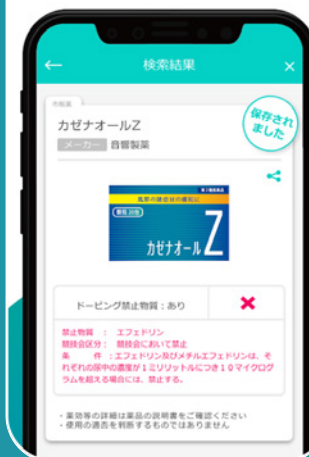 検索結果
市販薬
保存され
ました
カゼナオールZ
メーカー 音響製薬
風邪の諸症状の緩和に
カゼナオールZ
ドーピング禁止物質：あり
禁止物質 ： エフェドリン
競技会区分： 競技会において禁止
条 件 ：エフェドリン及びメチルエフェドリンは、そ
れぞれの尿中の濃度が１ミリリットルにつき１０マイクログ
ラムを超える場合には、禁止する。
・薬効等の詳細は薬品の説明書をご確認ください
・使用の適否を判断するものではありません